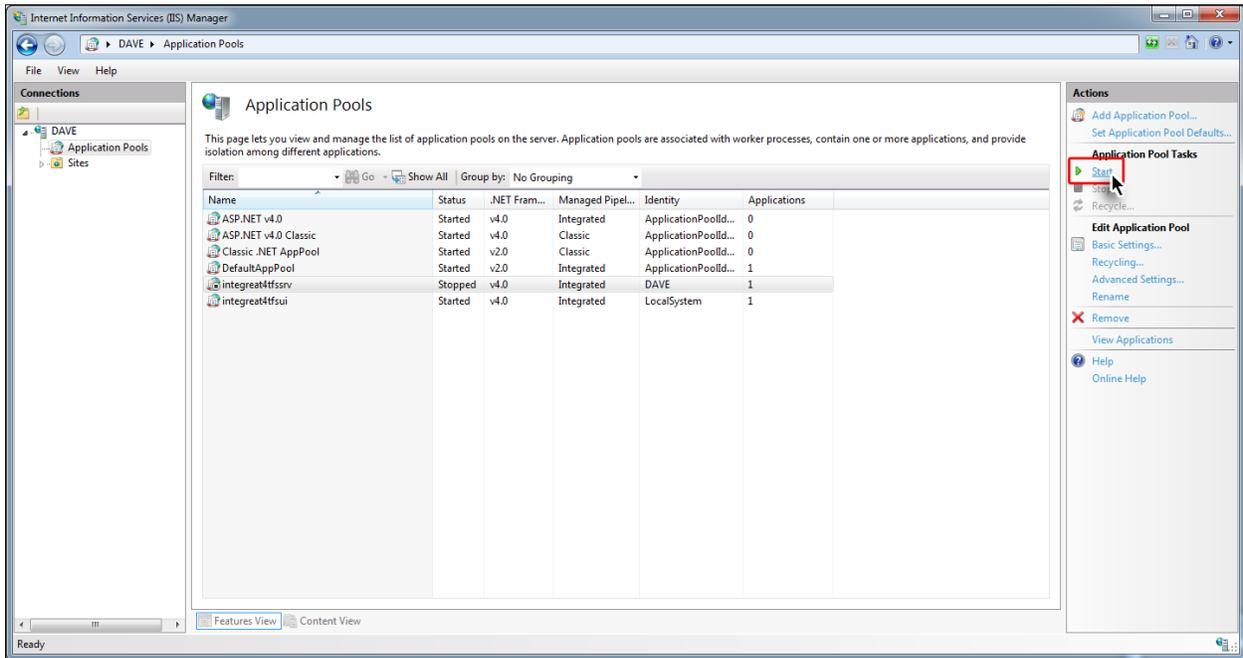 Internet Information Services (IIS) Manager
DAVE Application Pools
File View Help
Connections
DAVE
Application Pools
Sites
Application Pools
This page lets you view and manage the list of application pools on the server. Application pools are associated with worker processes, contain one or more applications, and provide
isolation among different applications.
Filter: Go Show All Group by: No Grouping
Name Status .NET Fram... Managed Pipel... Identity Applications
ASP.NET v4.0 Started v4.0 Integrated ApplicationPoolId... 0
ASP.NET v4.0 Classic Started v4.0 Classic ApplicationPoolId... 0
Classic .NET AppPool Started v2.0 Classic ApplicationPoolId... 0
DefaultAppPool Started v2.0 Integrated ApplicationPoolId... 1
integreat4tfssrv Stopped v4.0 Integrated DAVE 1
integreat4tfsui Started v4.0 Integrated LocalSystem 1
Features View Content View
Actions
Add Application Pool...
Set Application Pool Defaults...
Application Pool Tasks
Start
Stop
Recycle...
Edit Application Pool
Basic Settings...
Recycling...
Advanced Settings...
Rename
Remove
View Applications
Help
Online Help
Ready